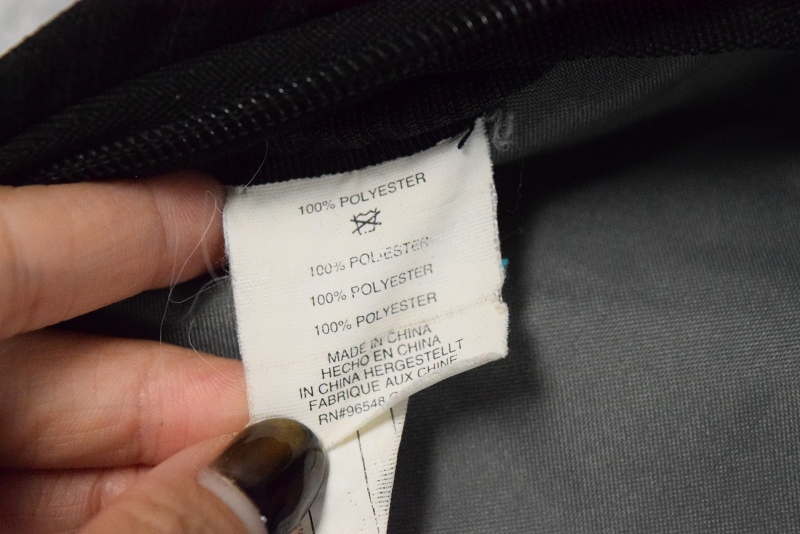 100% POLYESTER
100% POLIESTER
100% POLYESTER
100% POLYESTER
MADE IN CHINA
HECHO EN CHINA
IN CHINA HERGESTELLT
FABRIQUE AUX CHINE
RN#96548